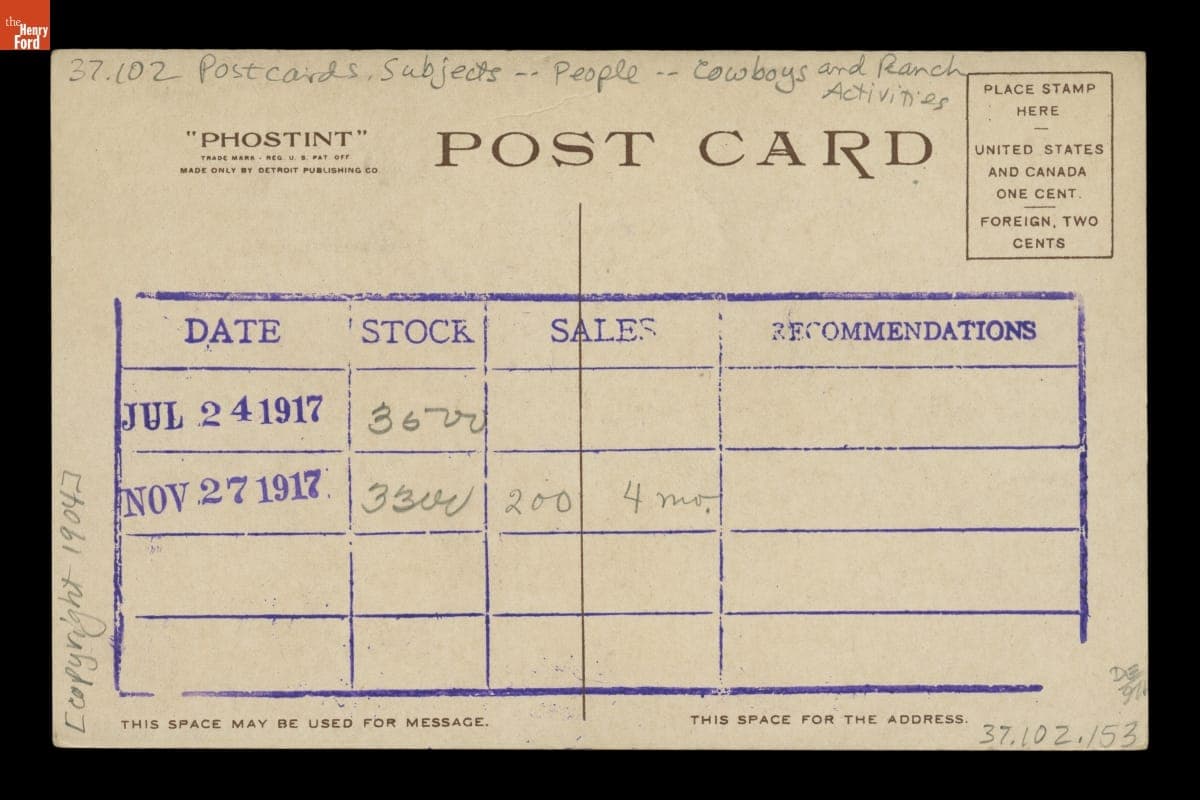 the
Henry
Ford
37.102 Postcards. Subjects -- People -- Cowboys and Ranch
Activities
"PHOSTINT"
TRADE MARK - REG. U. S. PAT. OFF
MADE ONLY BY DETROIT PUBLISHING CO.
POST CARD
PLACE STAMP
HERE
UNITED STATES
AND CANADA
ONE CENT.
FOREIGN, TWO
CENTS
DATE STOCK SALES RECOMMENDATIONS
JUL 24 1917 3500
NOV 27 1917 3300 200 4 mo.
[copyright 1904]
THIS SPACE MAY BE USED FOR MESSAGE.
THIS SPACE FOR THE ADDRESS.
37.102.153